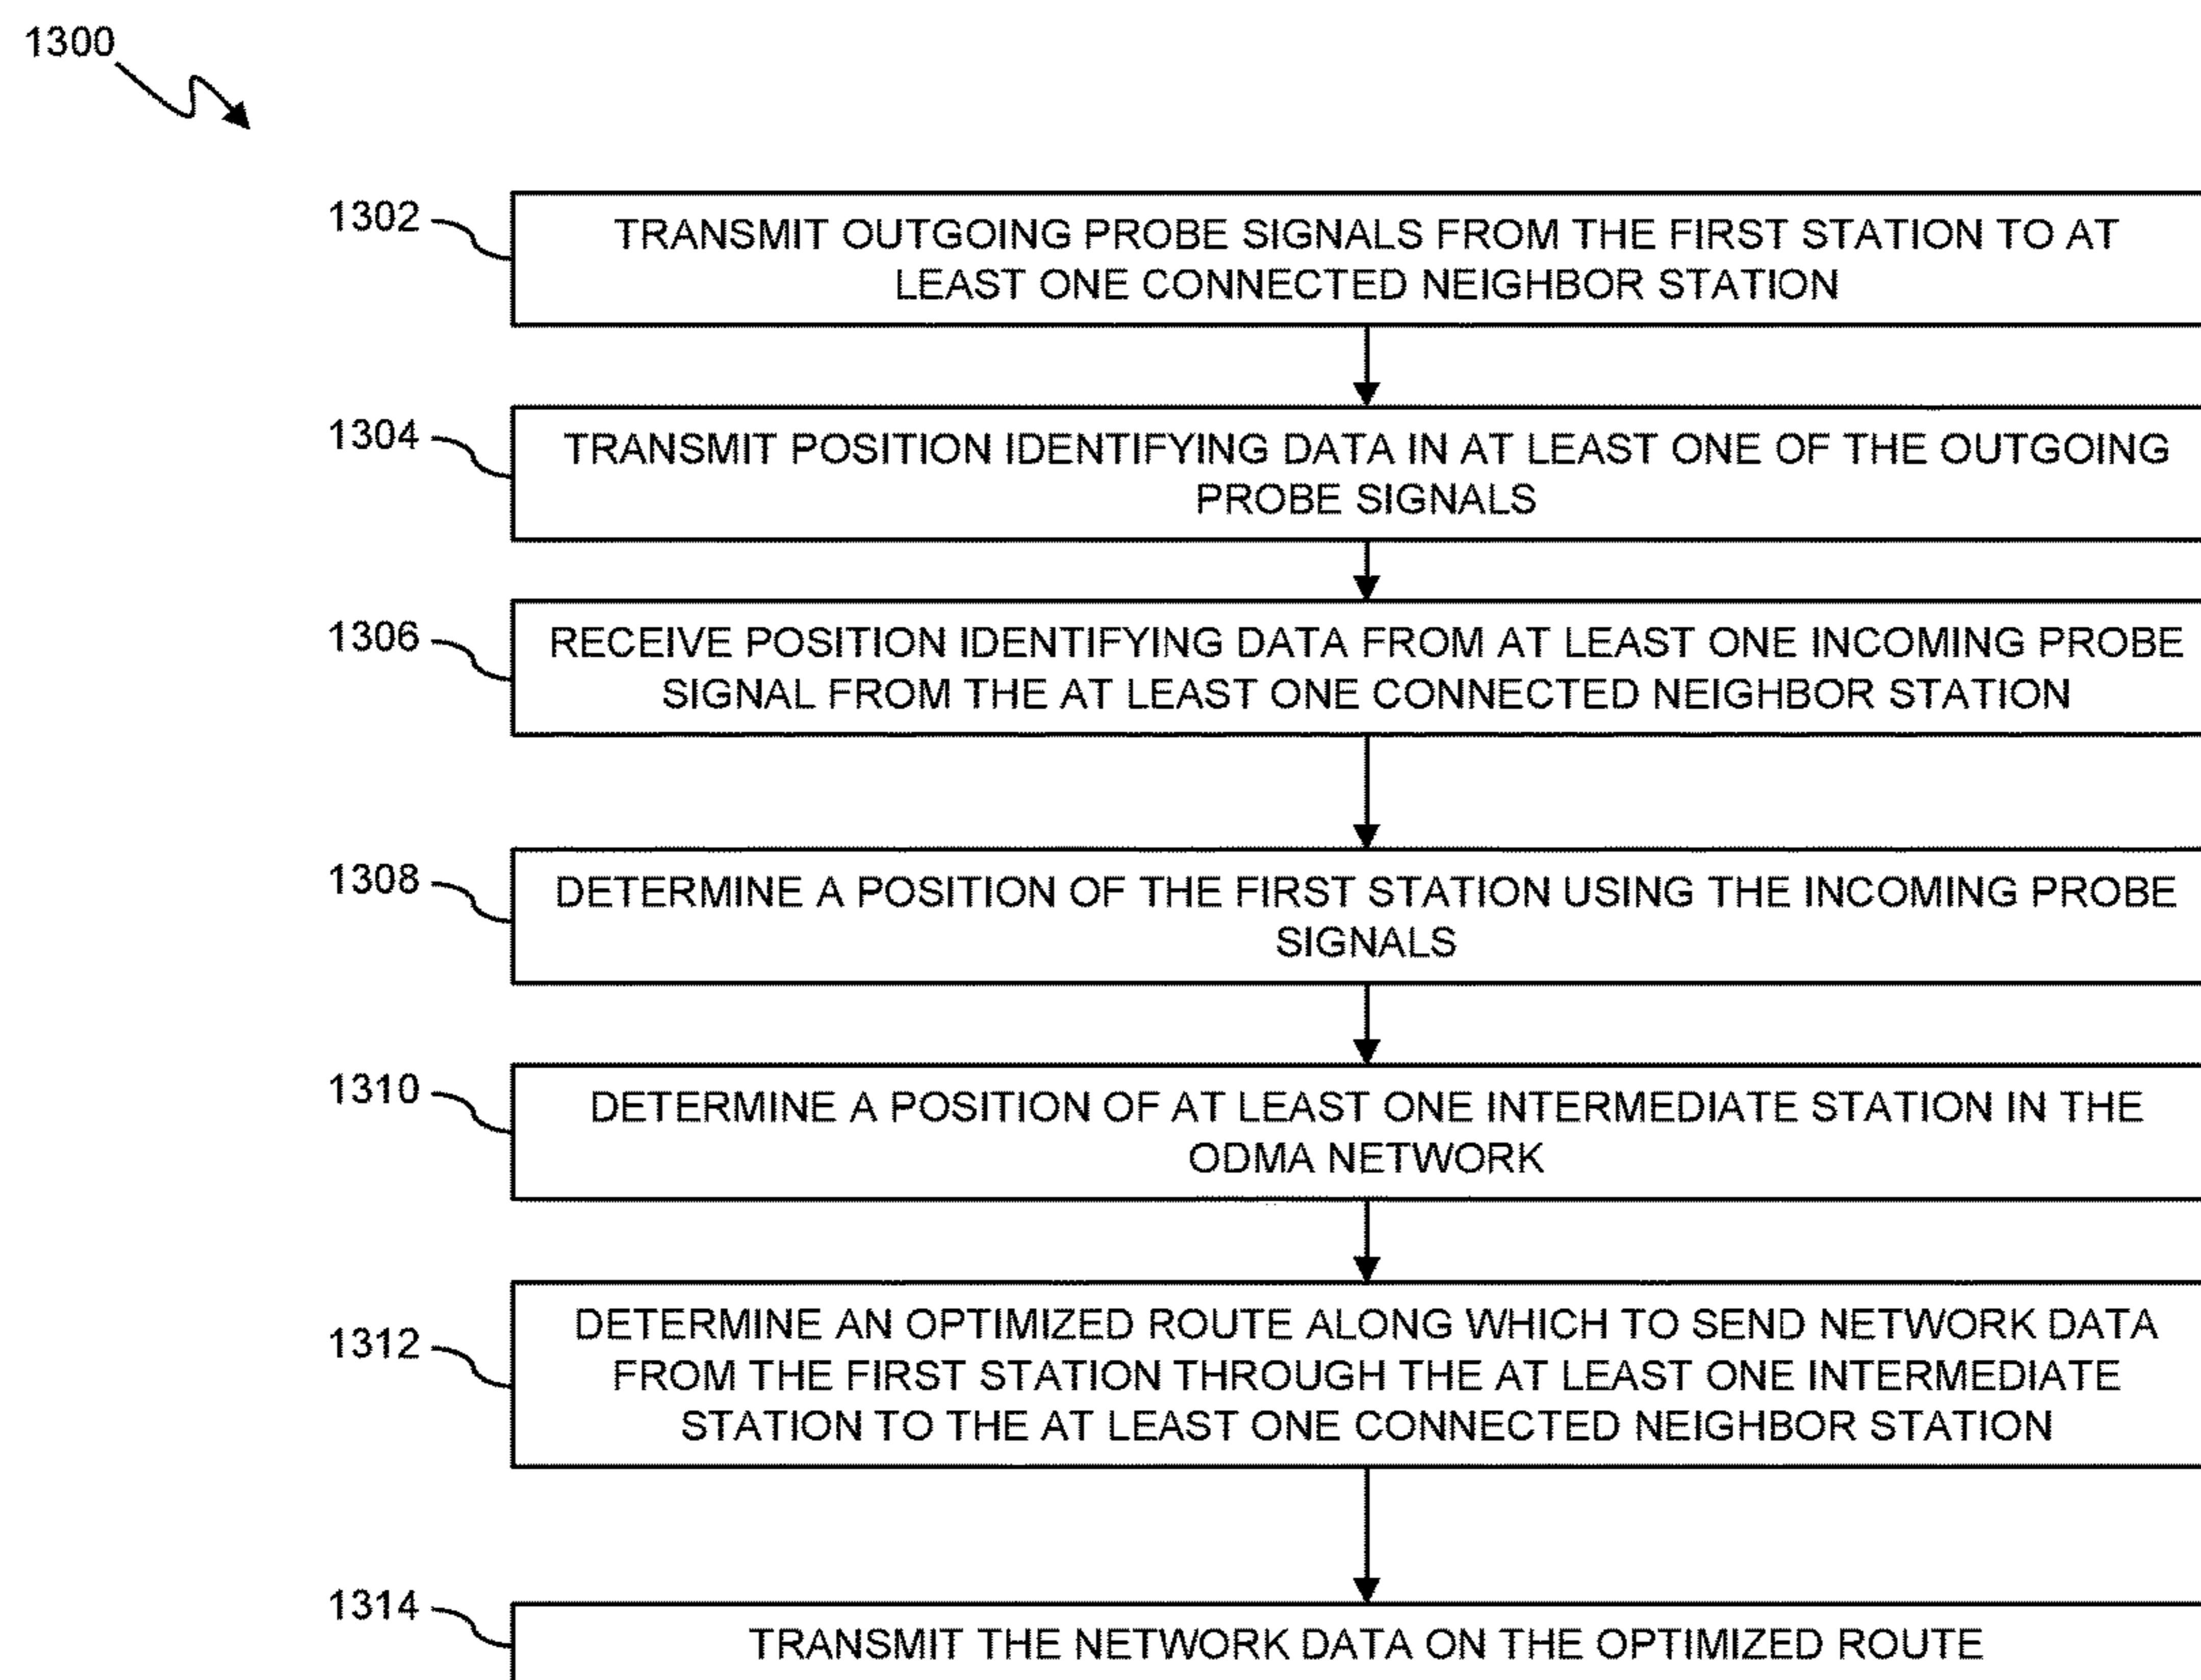 1300
1302
TRANSMIT OUTGOING PROBE SIGNALS FROM THE FIRST STATION TO AT
LEAST ONE CONNECTED NEIGHBOR STATION
1304
TRANSMIT POSITION IDENTIFYING DATA IN AT LEAST ONE OF THE OUTGOING
PROBE SIGNALS
1306
RECEIVE POSITION IDENTIFYING DATA FROM AT LEAST ONE INCOMING PROBE
SIGNAL FROM THE AT LEAST ONE CONNECTED NEIGHBOR STATION
1308
DETERMINE A POSITION OF THE FIRST STATION USING THE INCOMING PROBE
SIGNALS
1310
DETERMINE A POSITION OF AT LEAST ONE INTERMEDIATE STATION IN THE
ODMA NETWORK
1312
DETERMINE AN OPTIMIZED ROUTE ALONG WHICH TO SEND NETWORK DATA
FROM THE FIRST STATION THROUGH THE AT LEAST ONE INTERMEDIATE
STATION TO THE AT LEAST ONE CONNECTED NEIGHBOR STATION
1314
TRANSMIT THE NETWORK DATA ON THE OPTIMIZED ROUTE